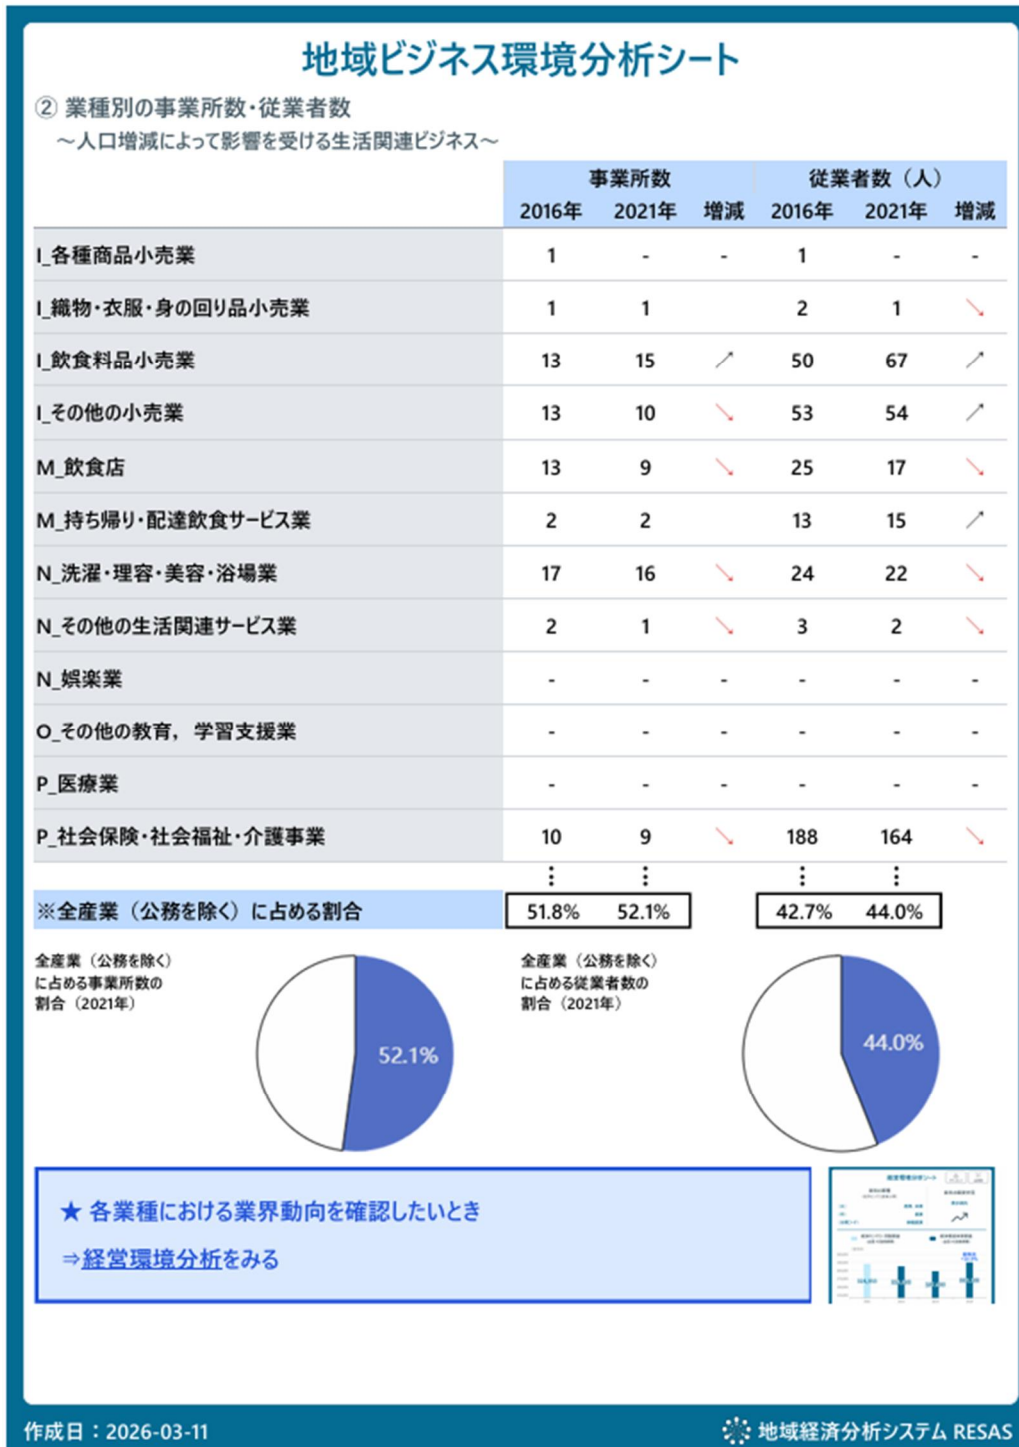 地域ビジネス環境分析シート
② 業種別の事業所数・従業者数
～人口増減によって影響を受ける生活関連ビジネス～
事業所数 従業者数（人）
2016年 2021年 増減 2016年 2021年 増減
I_各種商品小売業 1 - - 1 - -
I_織物・衣服・身の回り品小売業 1 1 2 1 ↘
I_飲食料品小売業 13 15 ↗ 50 67 ↗
I_その他の小売業 13 10 ↘ 53 54 ↗
M_飲食店 13 9 ↘ 25 17 ↘
M_持ち帰り・配達飲食サービス業 2 2 13 15 ↗
N_洗濯・理容・美容・浴場業 17 16 ↘ 24 22 ↘
N_その他の生活関連サービス業 2 1 ↘ 3 2 ↘
N_娯楽業 - - - - - -
O_その他の教育，学習支援業 - - - - - -
P_医療業 - - - - - -
P_社会保険・社会福祉・介護事業 10 9 ↘ 188 164 ↘
※全産業（公務を除く）に占める割合 51.8% 52.1% 42.7% 44.0%
全産業（公務を除く）
に占める事業所数の
割合（2021年）
52.1%
全産業（公務を除く）
に占める従業者数の
割合（2021年）
44.0%
★ 各業種における業界動向を確認したいとき
⇒経営環境分析をみる
経営環境分析シート
作成日：2026-03-11
地域経済分析システム RESAS